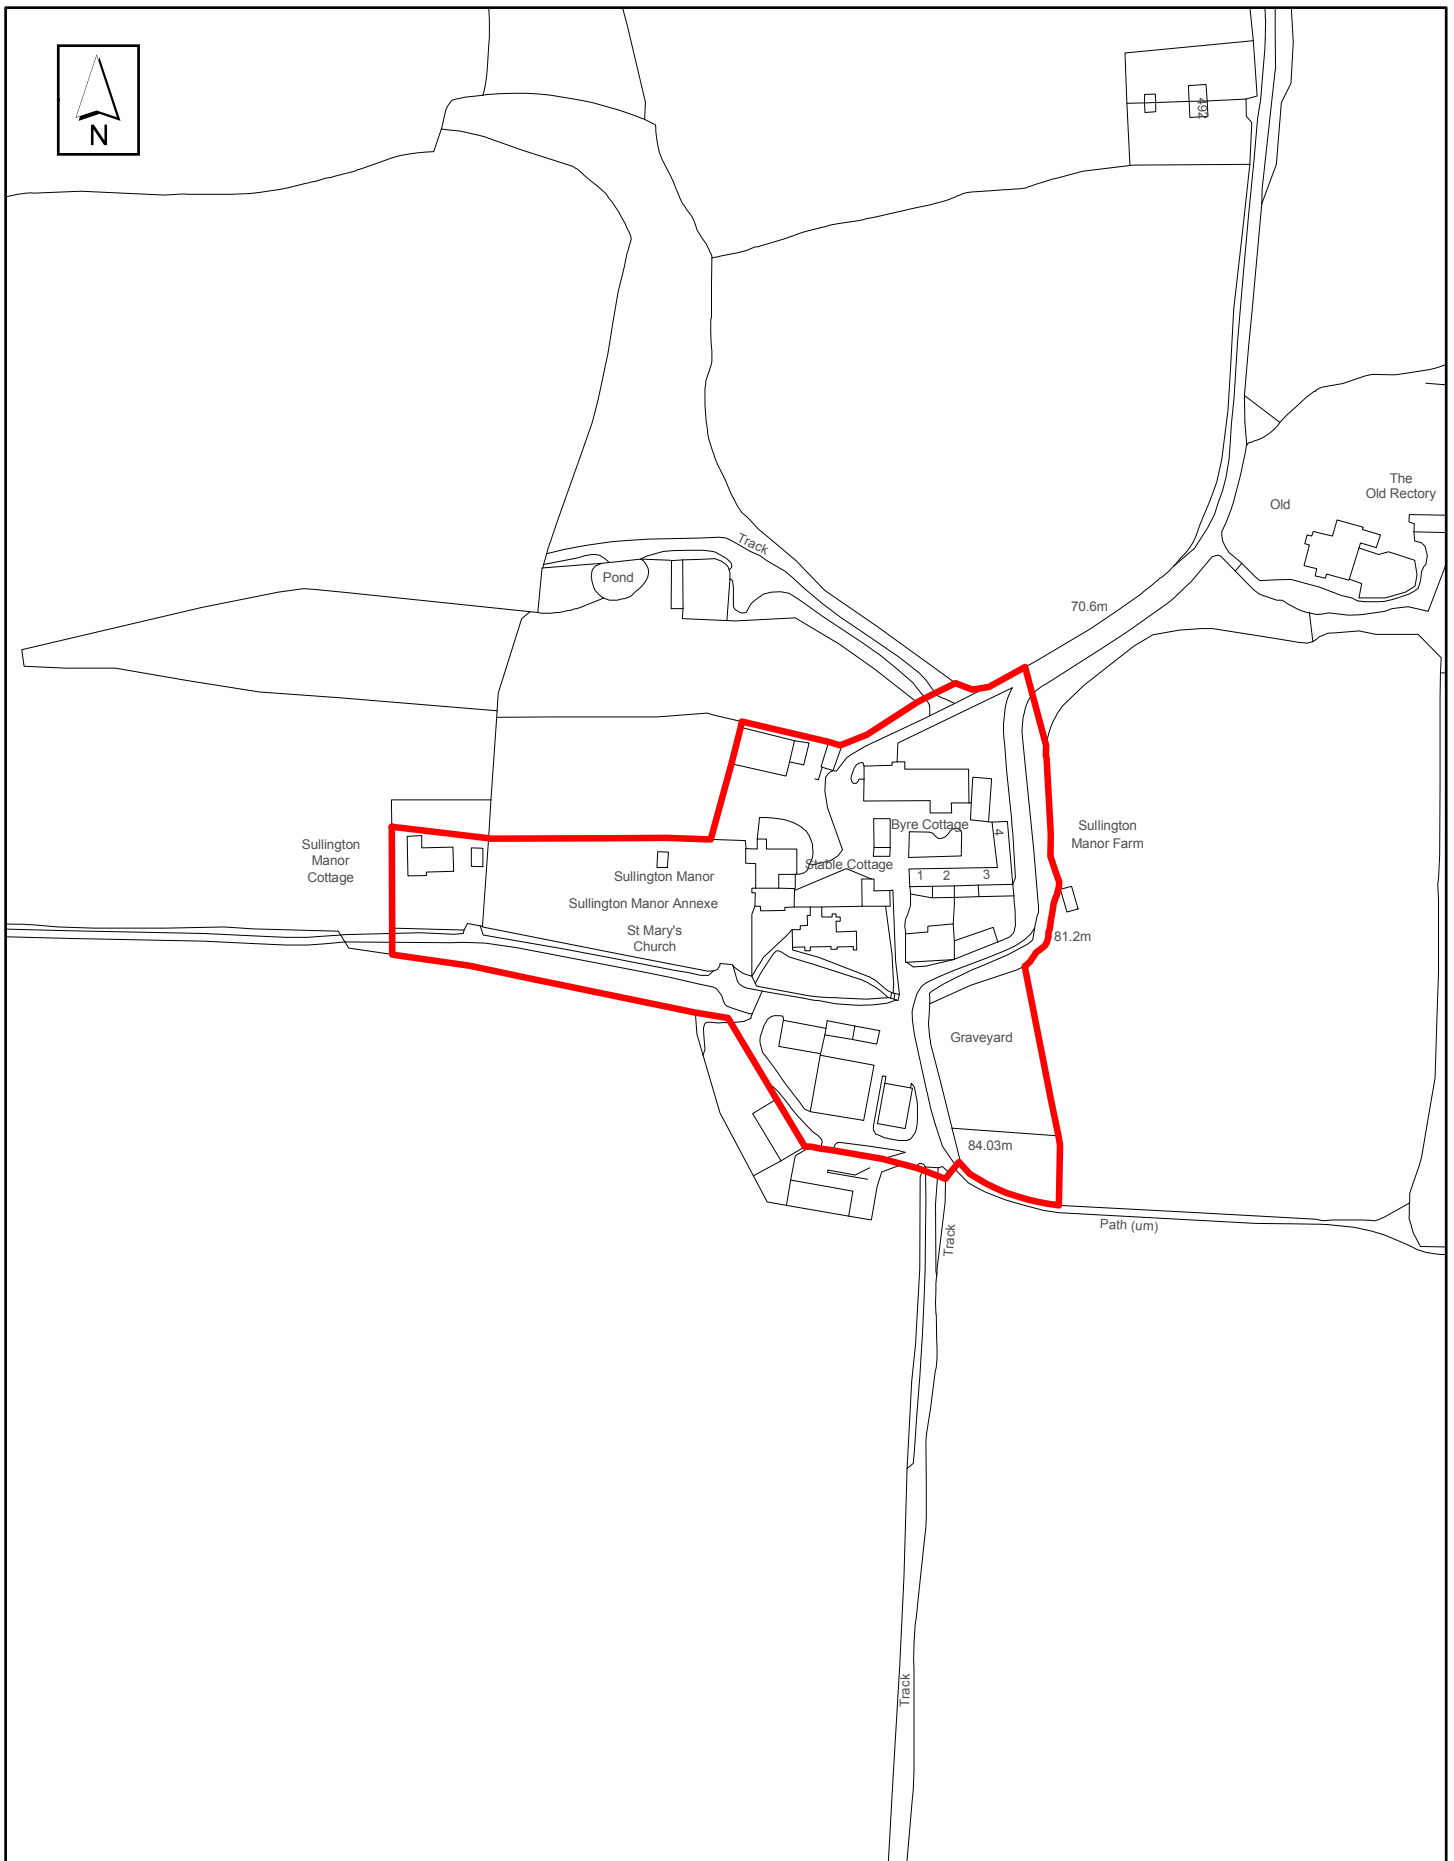 N
492
The
Old Rectory
Old
Track
Pond
70.6m
Sullington
Manor
Cottage
Byre Cottage
4
Sullington
Manor Farm
Stable Cottage
Sullington Manor
1 2 3
Sullington Manor Annexe
St Mary's
Church
81.2m
Graveyard
84.03m
Path (um)
Track
Track